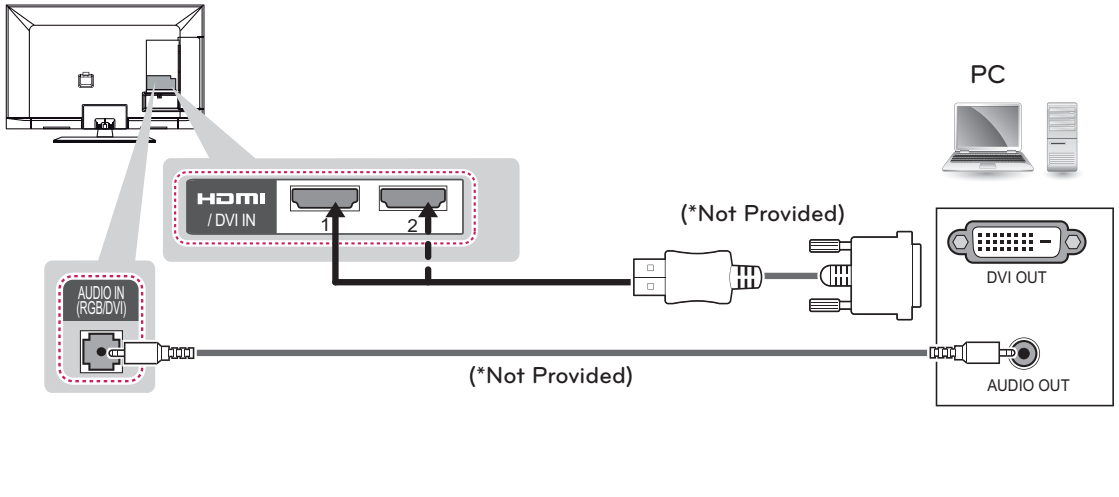 PC
HDMI
/ DVI IN
1
2
(*Not Provided)
DVI OUT
AUDIO IN
(RGB/DVI)
(*Not Provided)
AUDIO OUT